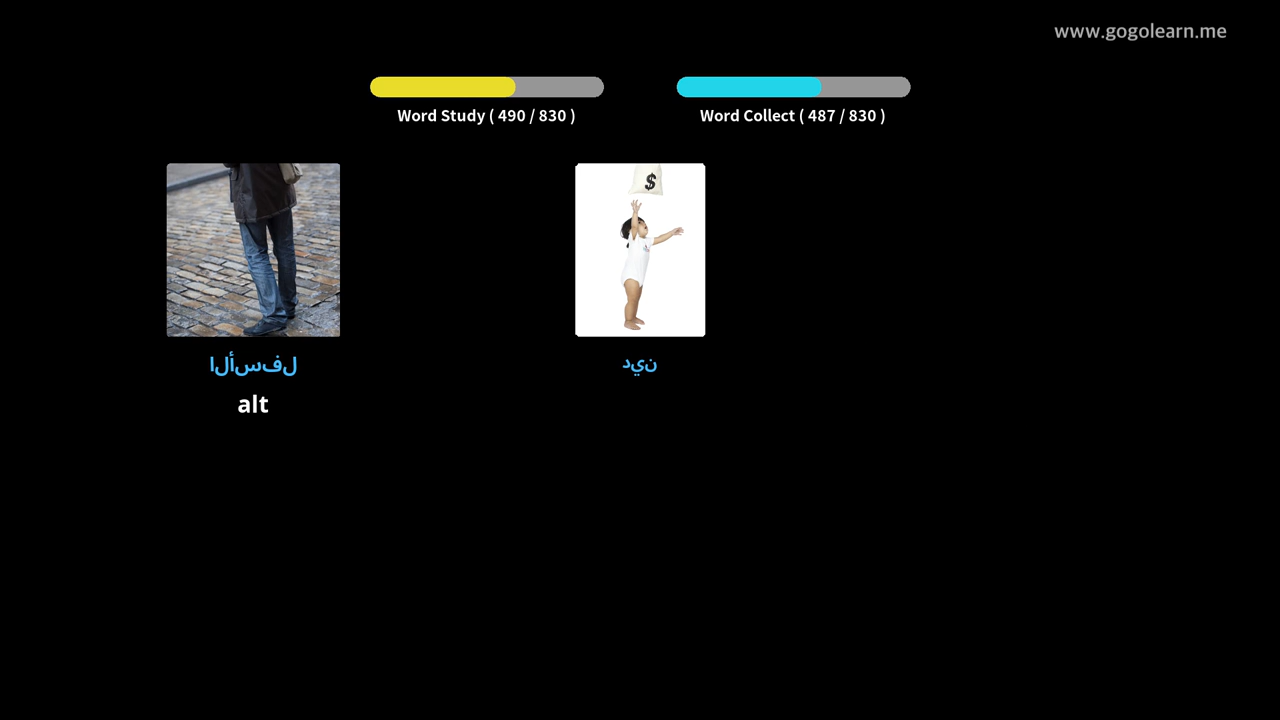 www.gogolearn.me
Word Study ( 490 / 830 )
Word Collect ( 487 / 830 )
الأسفل
دين
alt